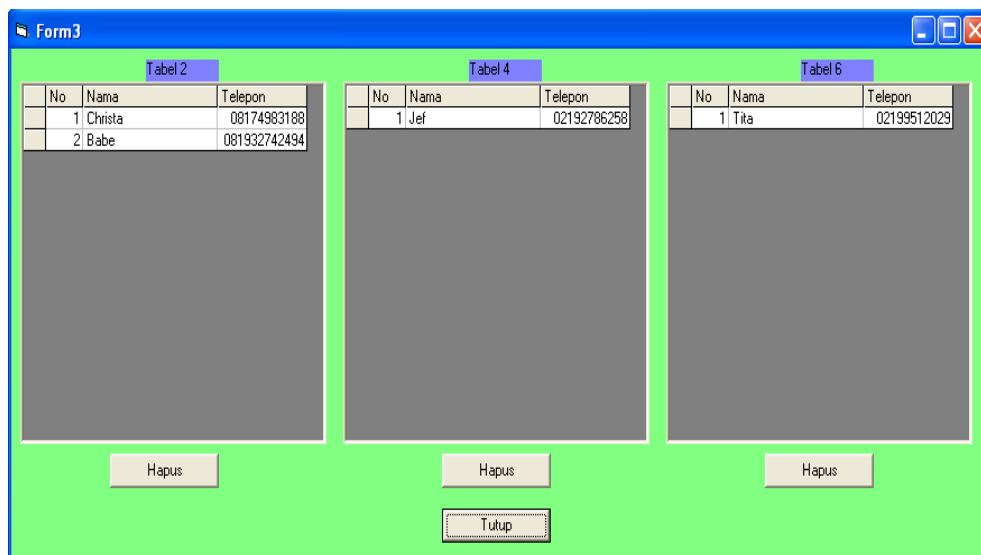 Form3
Tabel 2
No Nama Telepon
1 Christa 08174983188
2 Babe 081932742494
Hapus
Tabel 4
No Nama Telepon
1 Jef 02192786258
Hapus
Tabel 6
No Nama Telepon
1 Tita 02199512029
Hapus
Tutup